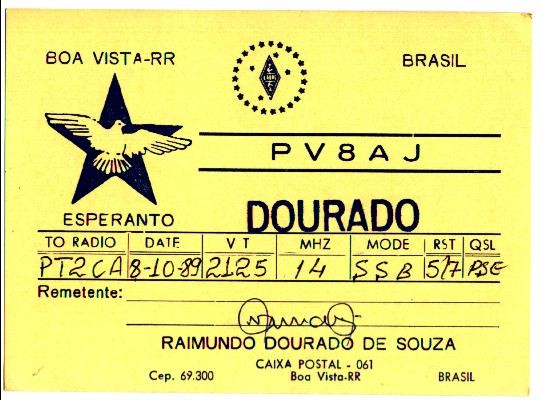 BOA VISTA-RR
BRASIL
PV8AJ
ESPERANTO
DOURADO
TO RADIO DATE VT MHZ MODE RST QSL
PT2CA 8-10-89 2125 14 SSB 5/7 PSE
Remetente:
RAIMUNDO DOURADO DE SOUZA
CAIXA POSTAL - 061
Cep. 69.300 Boa Vista-RR BRASIL